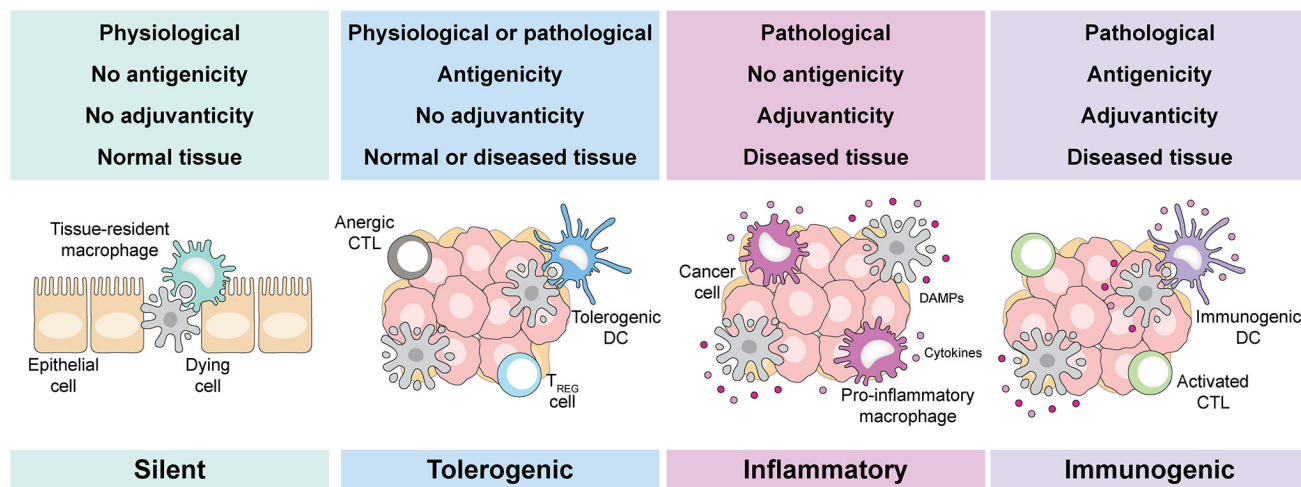 Physiological
No antigenicity
No adjuvanticity
Normal tissue
Physiological or pathological
Antigenicity
No adjuvanticity
Normal or diseased tissue
Pathological
No antigenicity
Adjuvanticity
Diseased tissue
Pathological
Antigenicity
Adjuvanticity
Diseased tissue
Tissue-resident
macrophage
Epithelial
cell
Dying
cell
Anergic
CTL
Tolerogenic
DC
TREG
cell
Cancer
cell
DAMPs
Cytokines
Pro-inflammatory
macrophage
Immunogenic
DC
Activated
CTL
Silent
Tolerogenic
Inflammatory
Immunogenic